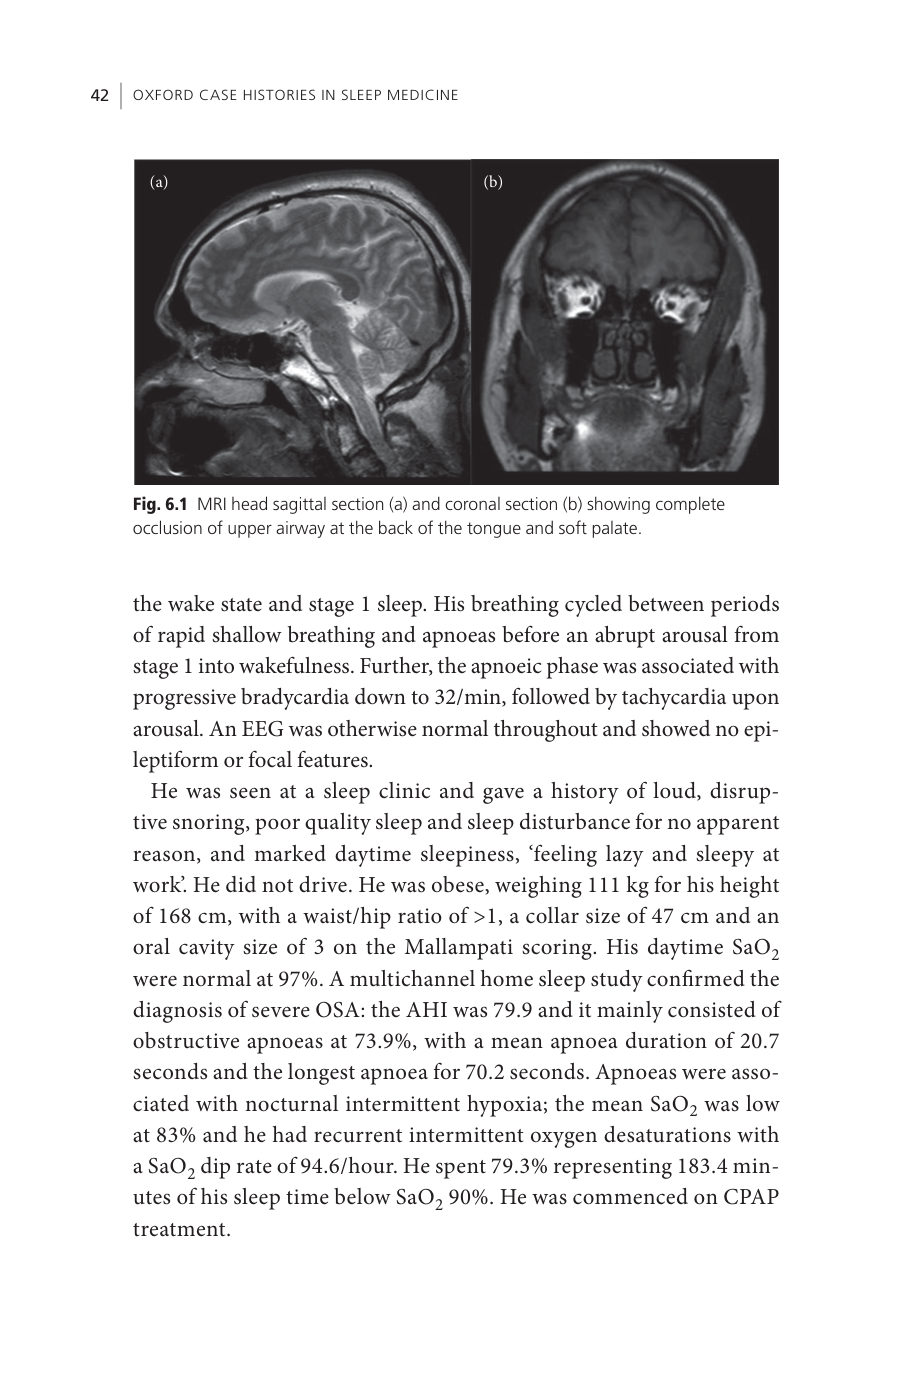 42 OXFORD CASE HISTORIES IN SLEEP MEDICINE
(a)
(b)
Fig. 6.1 MRI head sagittal section (a) and coronal section (b) showing complete
occlusion of upper airway at the back of the tongue and soft palate.
the wake state and stage 1 sleep. His breathing cycled between periods
of rapid shallow breathing and apnoeas before an abrupt arousal from
stage 1 into wakefulness. Further, the apnoeic phase was associated with
progressive bradycardia down to 32/min, followed by tachycardia upon
arousal. An EEG was otherwise normal throughout and showed no epi-
leptiform or focal features.
He was seen at a sleep clinic and gave a history of loud, disrup-
tive snoring, poor quality sleep and sleep disturbance for no apparent
reason, and marked daytime sleepiness, ‘feeling lazy and sleepy at
work’. He did not drive. He was obese, weighing 111 kg for his height
of 168 cm, with a waist/hip ratio of >1, a collar size of 47 cm and an
oral cavity size of 3 on the Mallampati scoring. His daytime SaO₂
were normal at 97%. A multichannel home sleep study confirmed the
diagnosis of severe OSA: the AHI was 79.9 and it mainly consisted of
obstructive apnoeas at 73.9%, with a mean apnoea duration of 20.7
seconds and the longest apnoea for 70.2 seconds. Apnoeas were asso-
ciated with nocturnal intermittent hypoxia; the mean SaO₂ was low
at 83% and he had recurrent intermittent oxygen desaturations with
a SaO₂ dip rate of 94.6/hour. He spent 79.3% representing 183.4 min-
utes of his sleep time below SaO₂ 90%. He was commenced on CPAP
treatment.